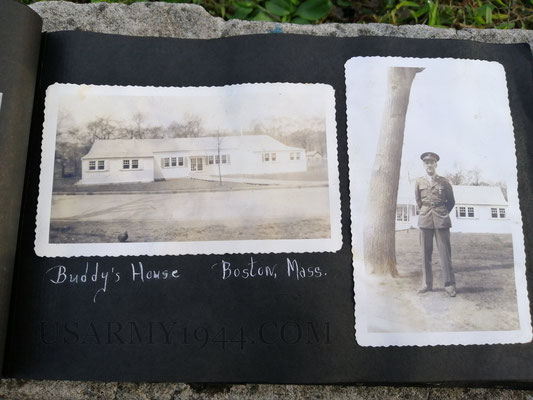 Buddy's House Boston, Mass.
USARMY1944.COM